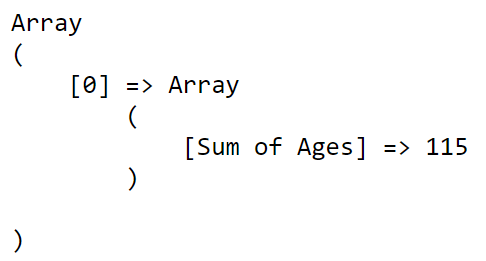 Array
(
    [0] => Array
        (
            [Sum of Ages] => 115
        )

)